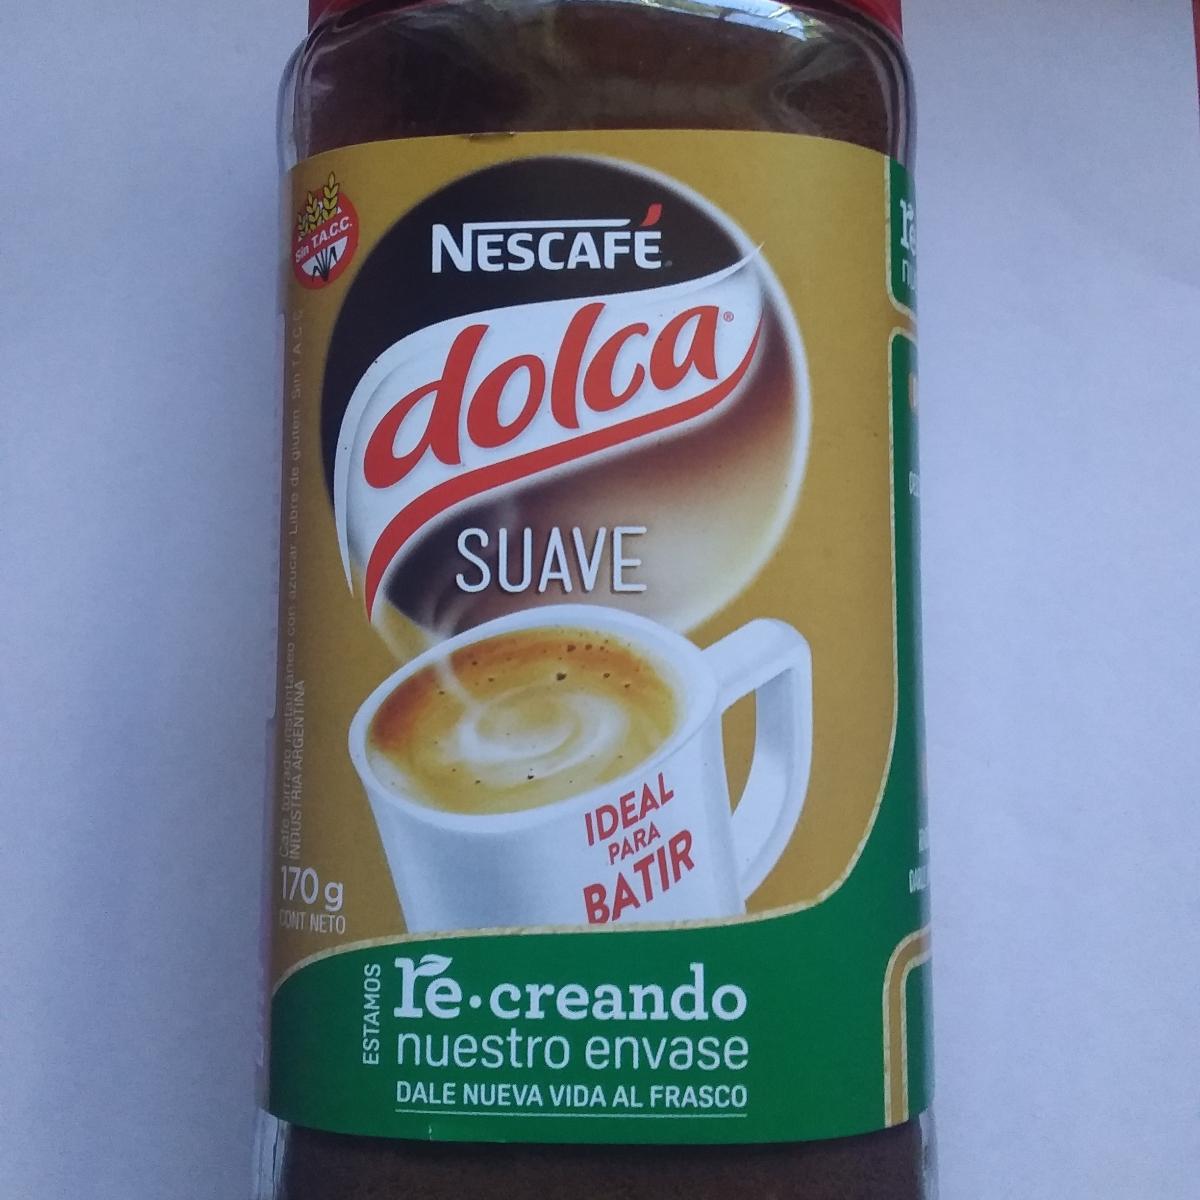 Sin T.A.C.C.
NESCAFÉ
dolca®
SUAVE
Café torrado instantáneo con azúcar Libre de gluten. Sin T.A.C.C.
INDUSTRIA ARGENTINA
170 g
CONT NETO
IDEAL
PARA
BATIR
ESTAMOS
re·creando
nuestro envase
DALE NUEVA VIDA AL FRASCO